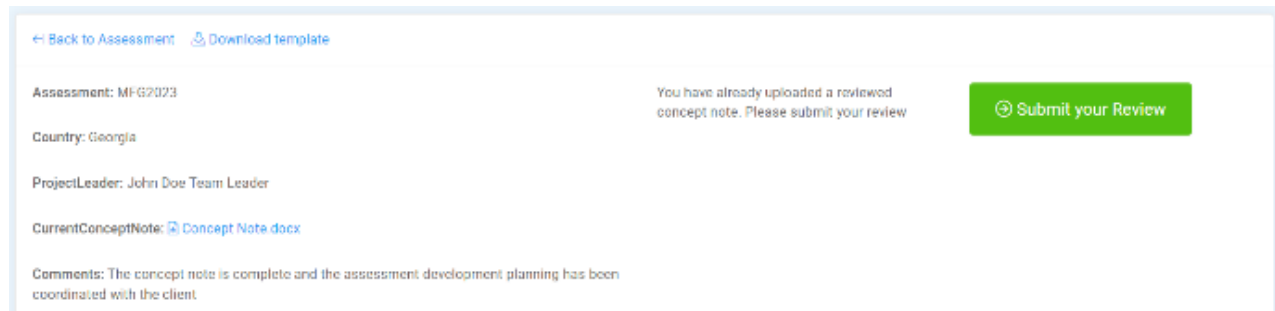 Back to Assessment Download template
Assessment: MFG2023
You have already uploaded a reviewed
concept note. Please submit your review
Submit your Review
Country: Georgia
ProjectLeader: John Doe Team Leader
CurrentConceptNote: Concept Note.docx
Comments: The concept note is complete and the assessment development planning has been
coordinated with the client